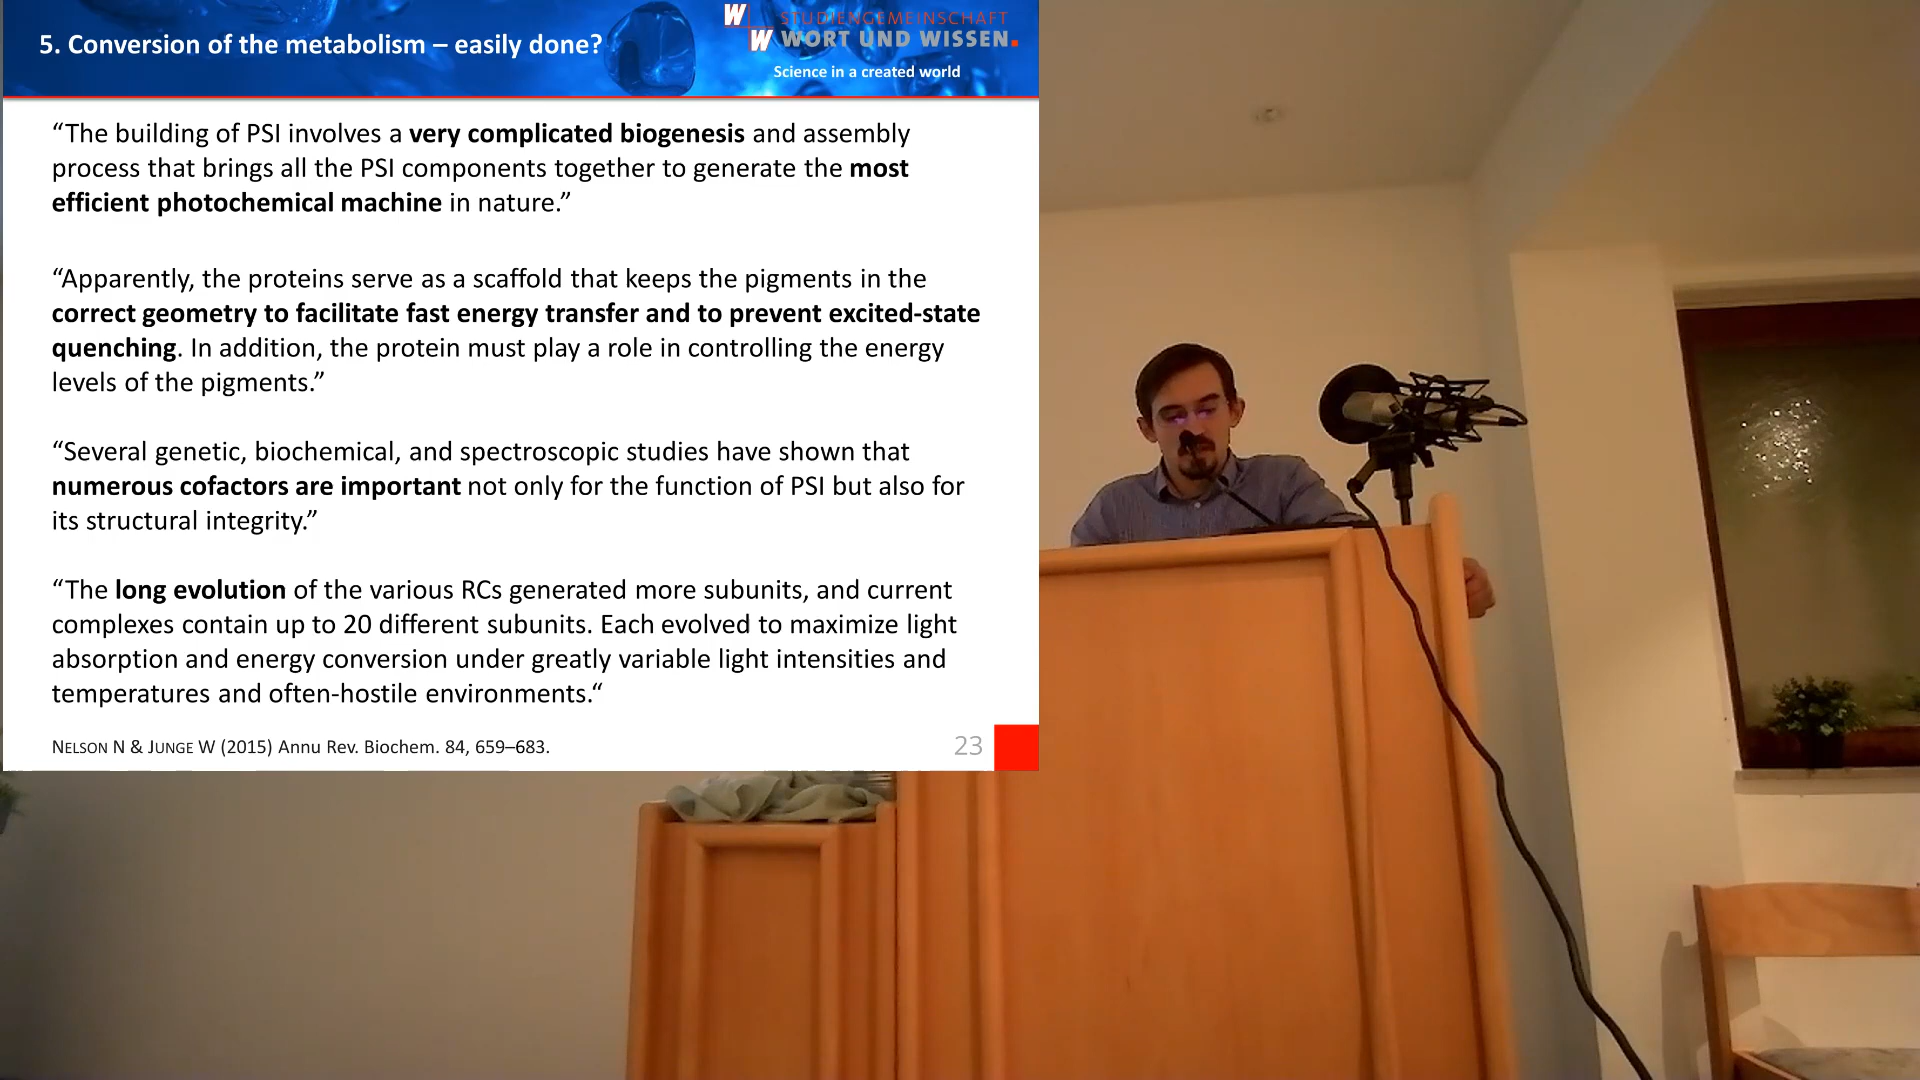 5. Conversion of the metabolism – easily done?
W
W
STUDIENGEMEINSCHAFT
WORT UND WISSEN.
Science in a created world
“The building of PSI involves a very complicated biogenesis and assembly
process that brings all the PSI components together to generate the most
efficient photochemical machine in nature.”
“Apparently, the proteins serve as a scaffold that keeps the pigments in the
correct geometry to facilitate fast energy transfer and to prevent excited-state
quenching. In addition, the protein must play a role in controlling the energy
levels of the pigments.”
“Several genetic, biochemical, and spectroscopic studies have shown that
numerous cofactors are important not only for the function of PSI but also for
its structural integrity.”
“The long evolution of the various RCs generated more subunits, and current
complexes contain up to 20 different subunits. Each evolved to maximize light
absorption and energy conversion under greatly variable light intensities and
temperatures and often-hostile environments.“
NELSON N & JUNGE W (2015) Annu Rev. Biochem. 84, 659–683.
23